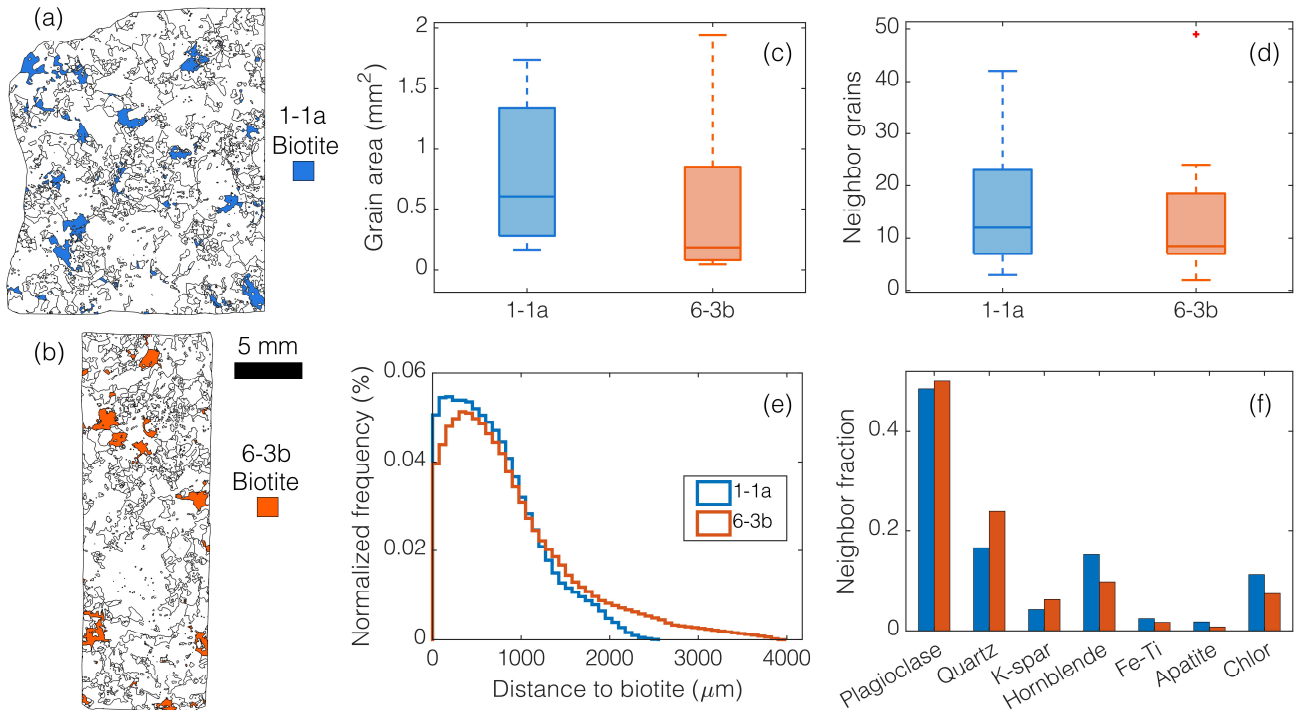 (a)
1-1a
Biotite
(b)
5 mm
6-3b
Biotite
(c)
Grain area (mm²)
2
1.5
1
0.5
0
1-1a
6-3b
(d)
Neighbor grains
50
40
30
20
10
0
1-1a
6-3b
(e)
Normalized frequency (%)
0.06
0.04
0.02
0
0
1000
2000
3000
4000
Distance to biotite (μm)
1-1a
6-3b
(f)
Neighbor fraction
0.4
0.2
0
Plagioclase
Quartz
K-spar
Hornblende
Fe-Ti
Apatite
Chlor